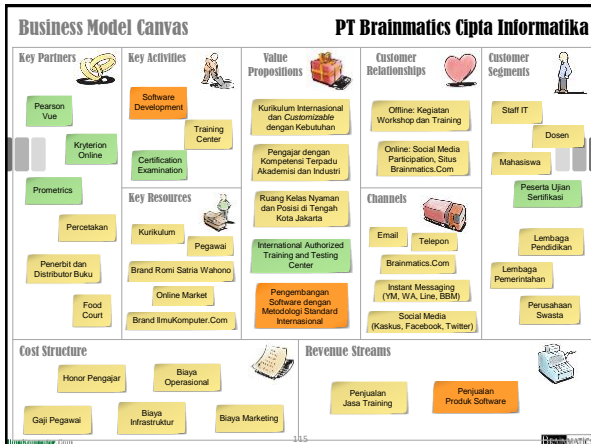 Business Model Canvas
PT Brainmatics Cipta Informatika
Key Partners
Pearson
Vue
Kryterion
Online
Prometrics
Percetakan
Penerbit dan
Distributor Buku
Food
Court
Key Activities
Software
Development
Training
Center
Certification
Examination
Key Resources
Kurikulum
Pegawai
Brand Romi Satria Wahono
Online Market
Brand IlmuKomputer.Com
Value
Propositions
Kurikulum Internasional
dan Customizable
dengan Kebutuhan
Pengajar dengan
Kompetensi Terpadu
Akademisi dan Industri
Ruang Kelas Nyaman
dan Posisi di Tengah
Kota Jakarta
International Authorized
Training and Testing
Center
Pengembangan
Software dengan
Metodologi Standard
Internasional
Customer
Relationships
Offline: Kegiatan
Workshop dan Training
Online: Social Media
Participation, Situs
Brainmatics.Com
Channels
Email
Telepon
Brainmatics.Com
Instant Messaging
(YM, WA, Line, BBM)
Social Media
(Kaskus, Facebook, Twitter)
Customer
Segments
Staff IT
Dosen
Mahasiswa
Peserta Ujian
Sertifikasi
Lembaga
Pendidikan
Lembaga
Pemerintahan
Perusahaan
Swasta
Cost Structure
Honor Pengajar
Biaya
Operasional
Gaji Pegawai
Biaya
Infrastruktur
Biaya Marketing
Revenue Streams
Penjualan
Jasa Training
Penjualan
Produk Software
115